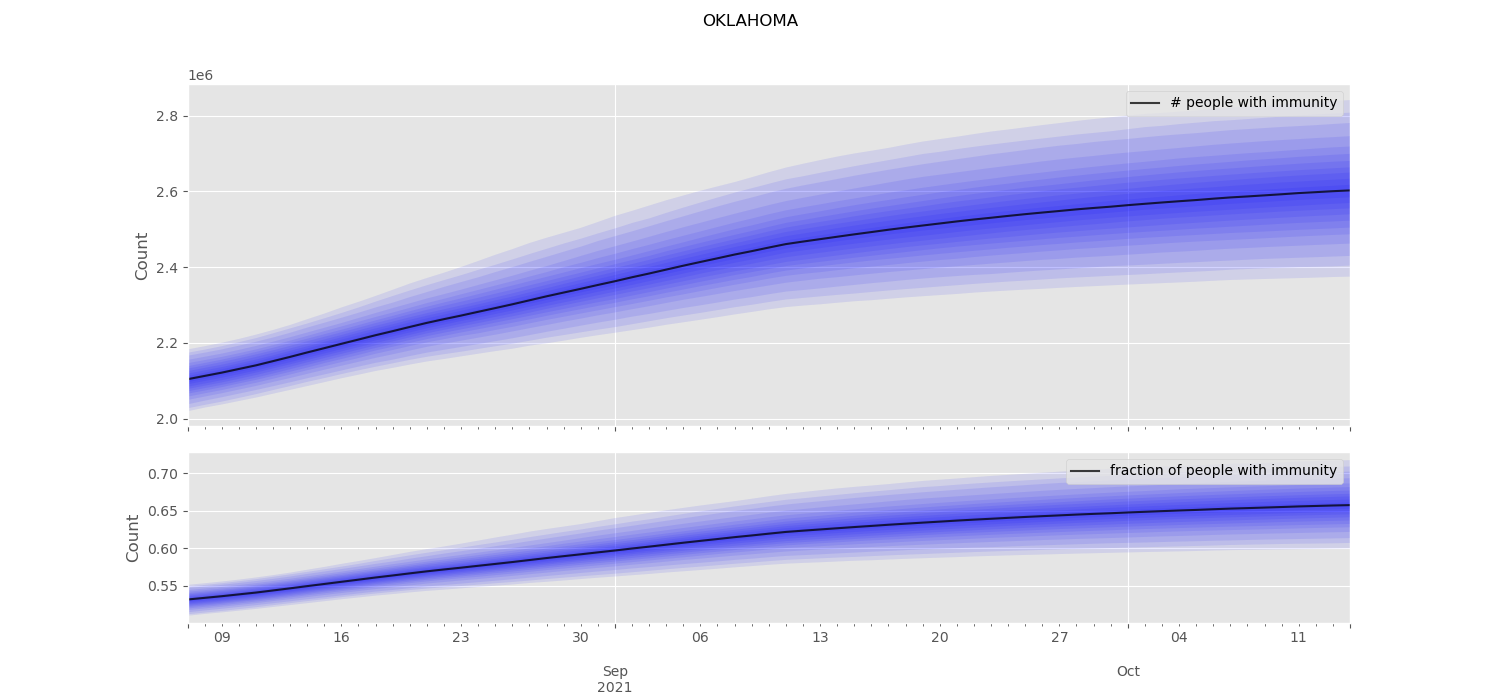 OKLAHOMA
1e6
# people with immunity
2.8
2.6
2.4
2.2
2.0
Count
fraction of people with immunity
0.70
0.65
0.60
0.55
Count
09 16 23 30 06 13 20 27 04 11
Sep Oct
2021